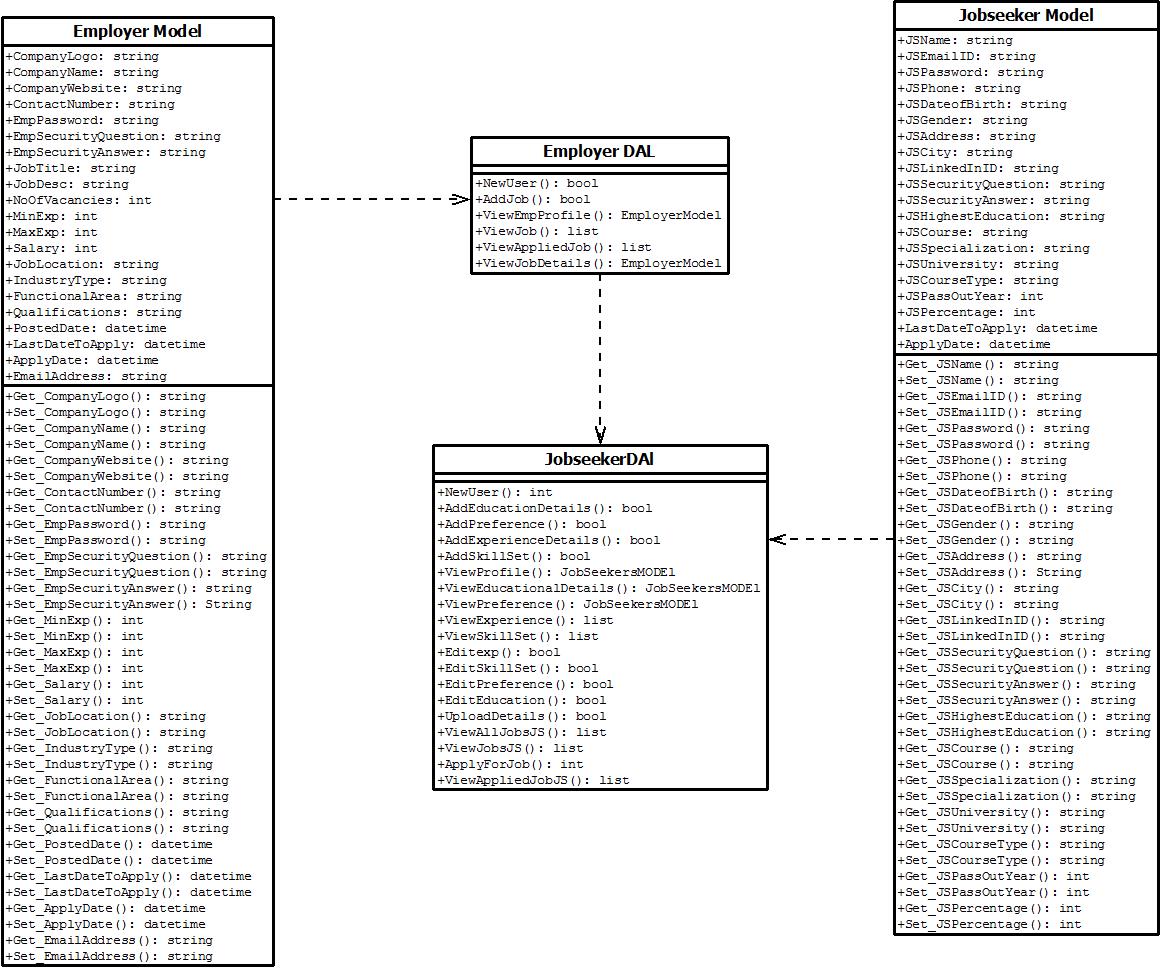 Employer Model
+CompanyLogo: string
+CompanyName: string
+CompanyWebsite: string
+ContactNumber: string
+EmpPassword: string
+EmpSecurityQuestion: string
+EmpSecurityAnswer: string
+JobTitle: string
+JobDesc: string
+NoOfVacancies: int
+MinExp: int
+MaxExp: int
+Salary: int
+JobLocation: string
+IndustryType: string
+FunctionalArea: string
+Qualifications: string
+PostedDate: datetime
+LastDateToApply: datetime
+ApplyDate: datetime
+EmailAddress: string
+Get_CompanyLogo(): string
+Set_CompanyLogo(): string
+Get_CompanyName(): string
+Set_CompanyName(): string
+Get_CompanyWebsite(): string
+Set_CompanyWebsite(): string
+Get_ContactNumber(): string
+Set_ContactNumber(): string
+Get_EmpPassword(): string
+Set_EmpPassword(): string
+Get_EmpSecurityQuestion(): string
+Set_EmpSecurityQuestion(): string
+Get_EmpSecurityAnswer(): string
+Set_EmpSecurityAnswer(): String
+Get_MinExp(): int
+Set_MinExp(): int
+Get_MaxExp(): int
+Set_MaxExp(): int
+Get_Salary(): int
+Set_Salary(): int
+Get_JobLocation(): string
+Set_JobLocation(): string
+Get_IndustryType(): string
+Set_IndustryType(): string
+Get_FunctionalArea(): string
+Set_FunctionalArea(): string
+Get_Qualifications(): string
+Set_Qualifications(): string
+Get_PostedDate(): datetime
+Set_PostedDate(): datetime
+Get_LastDateToApply(): datetime
+Set_LastDateToApply(): datetime
+Get_ApplyDate(): datetime
+Set_ApplyDate(): datetime
+Get_EmailAddress(): string
+Set_EmailAddress(): string
Employer DAL
+NewUser(): bool
+AddJob(): bool
+ViewEmpProfile(): EmployerModel
+ViewJob(): list
+ViewAppliedJob(): list
+ViewJobDetails(): EmployerModel
JobseekerDAl
+NewUser(): int
+AddEducationDetails(): bool
+AddPreference(): bool
+AddExperienceDetails(): bool
+AddSkillSet(): bool
+ViewProfile(): JobSeekersMODEl
+ViewEducationalDetails(): JobSeekersMODEl
+ViewPreference(): JobSeekersMODEl
+ViewExperience(): list
+ViewSkillSet(): list
+Editexp(): bool
+EditSkillSet(): bool
+EditPreference(): bool
+EditEducation(): bool
+UploadDetails(): bool
+ViewAllJobsJS(): list
+ViewJobsJS(): list
+ApplyForJob(): int
+ViewAppliedJobJS(): list
Jobseeker Model
+JSName: string
+JSEmailID: string
+JSPassword: string
+JSPhone: string
+JSDateofBirth: string
+JSGender: string
+JSAddress: string
+JSCity: string
+JSLinkedInID: string
+JSSecurityQuestion: string
+JSSecurityAnswer: string
+JSHighestEducation: string
+JSCourse: string
+JSSpecialization: string
+JSUniversity: string
+JSCourseType: string
+JSPassOutYear: int
+JSPercentage: int
+LastDateToApply: datetime
+ApplyDate: datetime
+Get_JSName(): string
+Set_JSName(): string
+Get_JSEmailID(): string
+Set_JSEmailID(): string
+Get_JSPassword(): string
+Set_JSPassword(): string
+Get_JSPhone(): string
+Set_JSPhone(): string
+Get_JSDateofBirth(): string
+Set_JSDateofBirth(): string
+Get_JSGender(): string
+Set_JSGender(): string
+Get_JSAddress(): string
+Set_JSAddress(): String
+Get_JSCity(): string
+Set_JSCity(): string
+Get_JSLinkedInID(): string
+Set_JSLinkedInID(): string
+Get_JSSecurityQuestion(): string
+Set_JSSecurityQuestion(): string
+Get_JSSecurityAnswer(): string
+Set_JSSecurityAnswer(): string
+Get_JSHighestEducation(): string
+Set_JSHighestEducation(): string
+Get_JSCourse(): string
+Set_JSCourse(): string
+Get_JSSpecialization(): string
+Set_JSSpecialization(): string
+Get_JSUniversity(): string
+Set_JSUniversity(): string
+Get_JSCourseType(): string
+Set_JSCourseType(): string
+Get_JSPassOutYear(): int
+Set_JSPassOutYear(): int
+Get_JSPercentage(): int
+Set_JSPercentage(): int